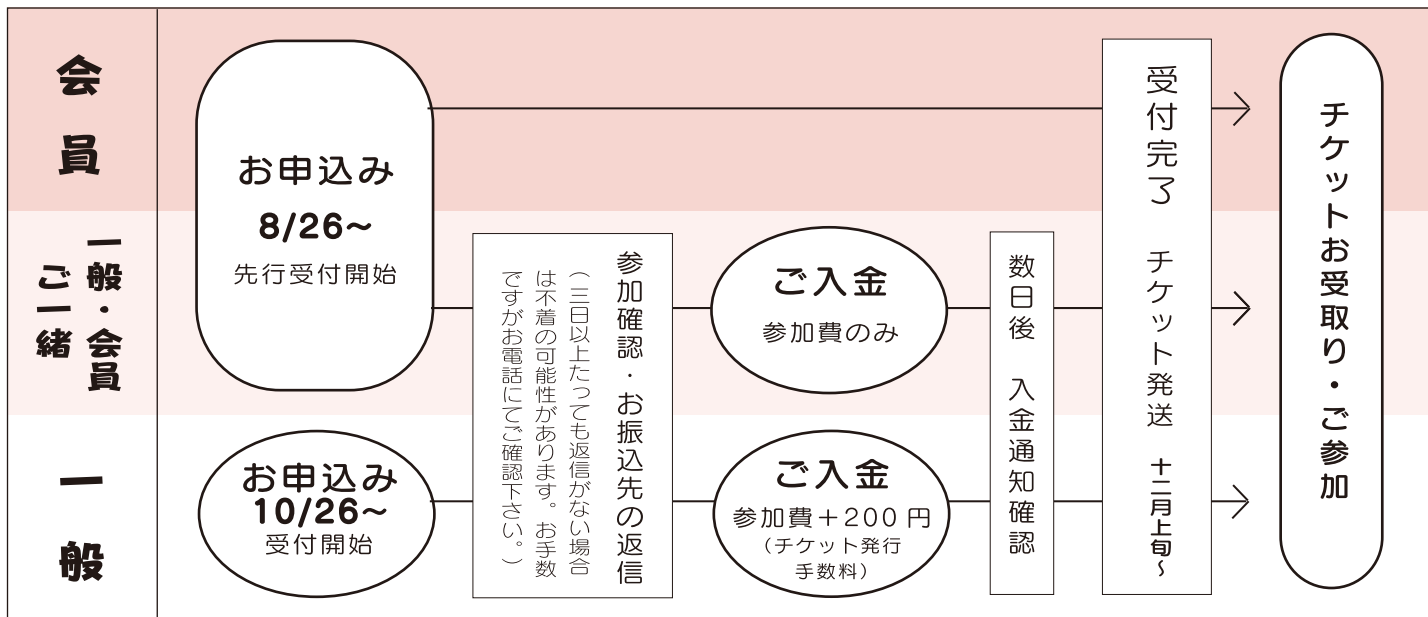 会員
お申込み
8/26～
先行受付開始
一般・会員
ご一緒
一般
お申込み
10/26～
受付開始
参加確認・お振込先の返信
（三日以上たっても返信がない場合
は不着の可能性があります。お手数
ですがお電話にてご確認下さい。）
ご入金
参加費のみ
ご入金
参加費＋200円
（チケット発行
手数料）
数日後　入金通知確認
受付完了　チケット発送　十二月上旬～
チケットお受取り・ご参加